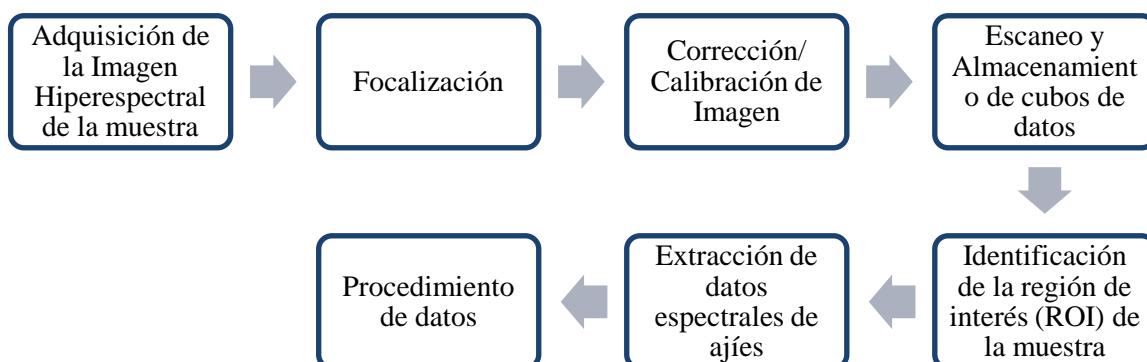 Adquisición de
la Imagen
Hiperespectral
de la muestra
Focalización
Corrección/
Calibración de
Imagen
Escaneo y
Almacenamient
o de cubos de
datos
Identificación
de la región de
interés (ROI) de
la muestra
Extracción de
datos
espectrales de
ajíes
Procedimiento
de datos